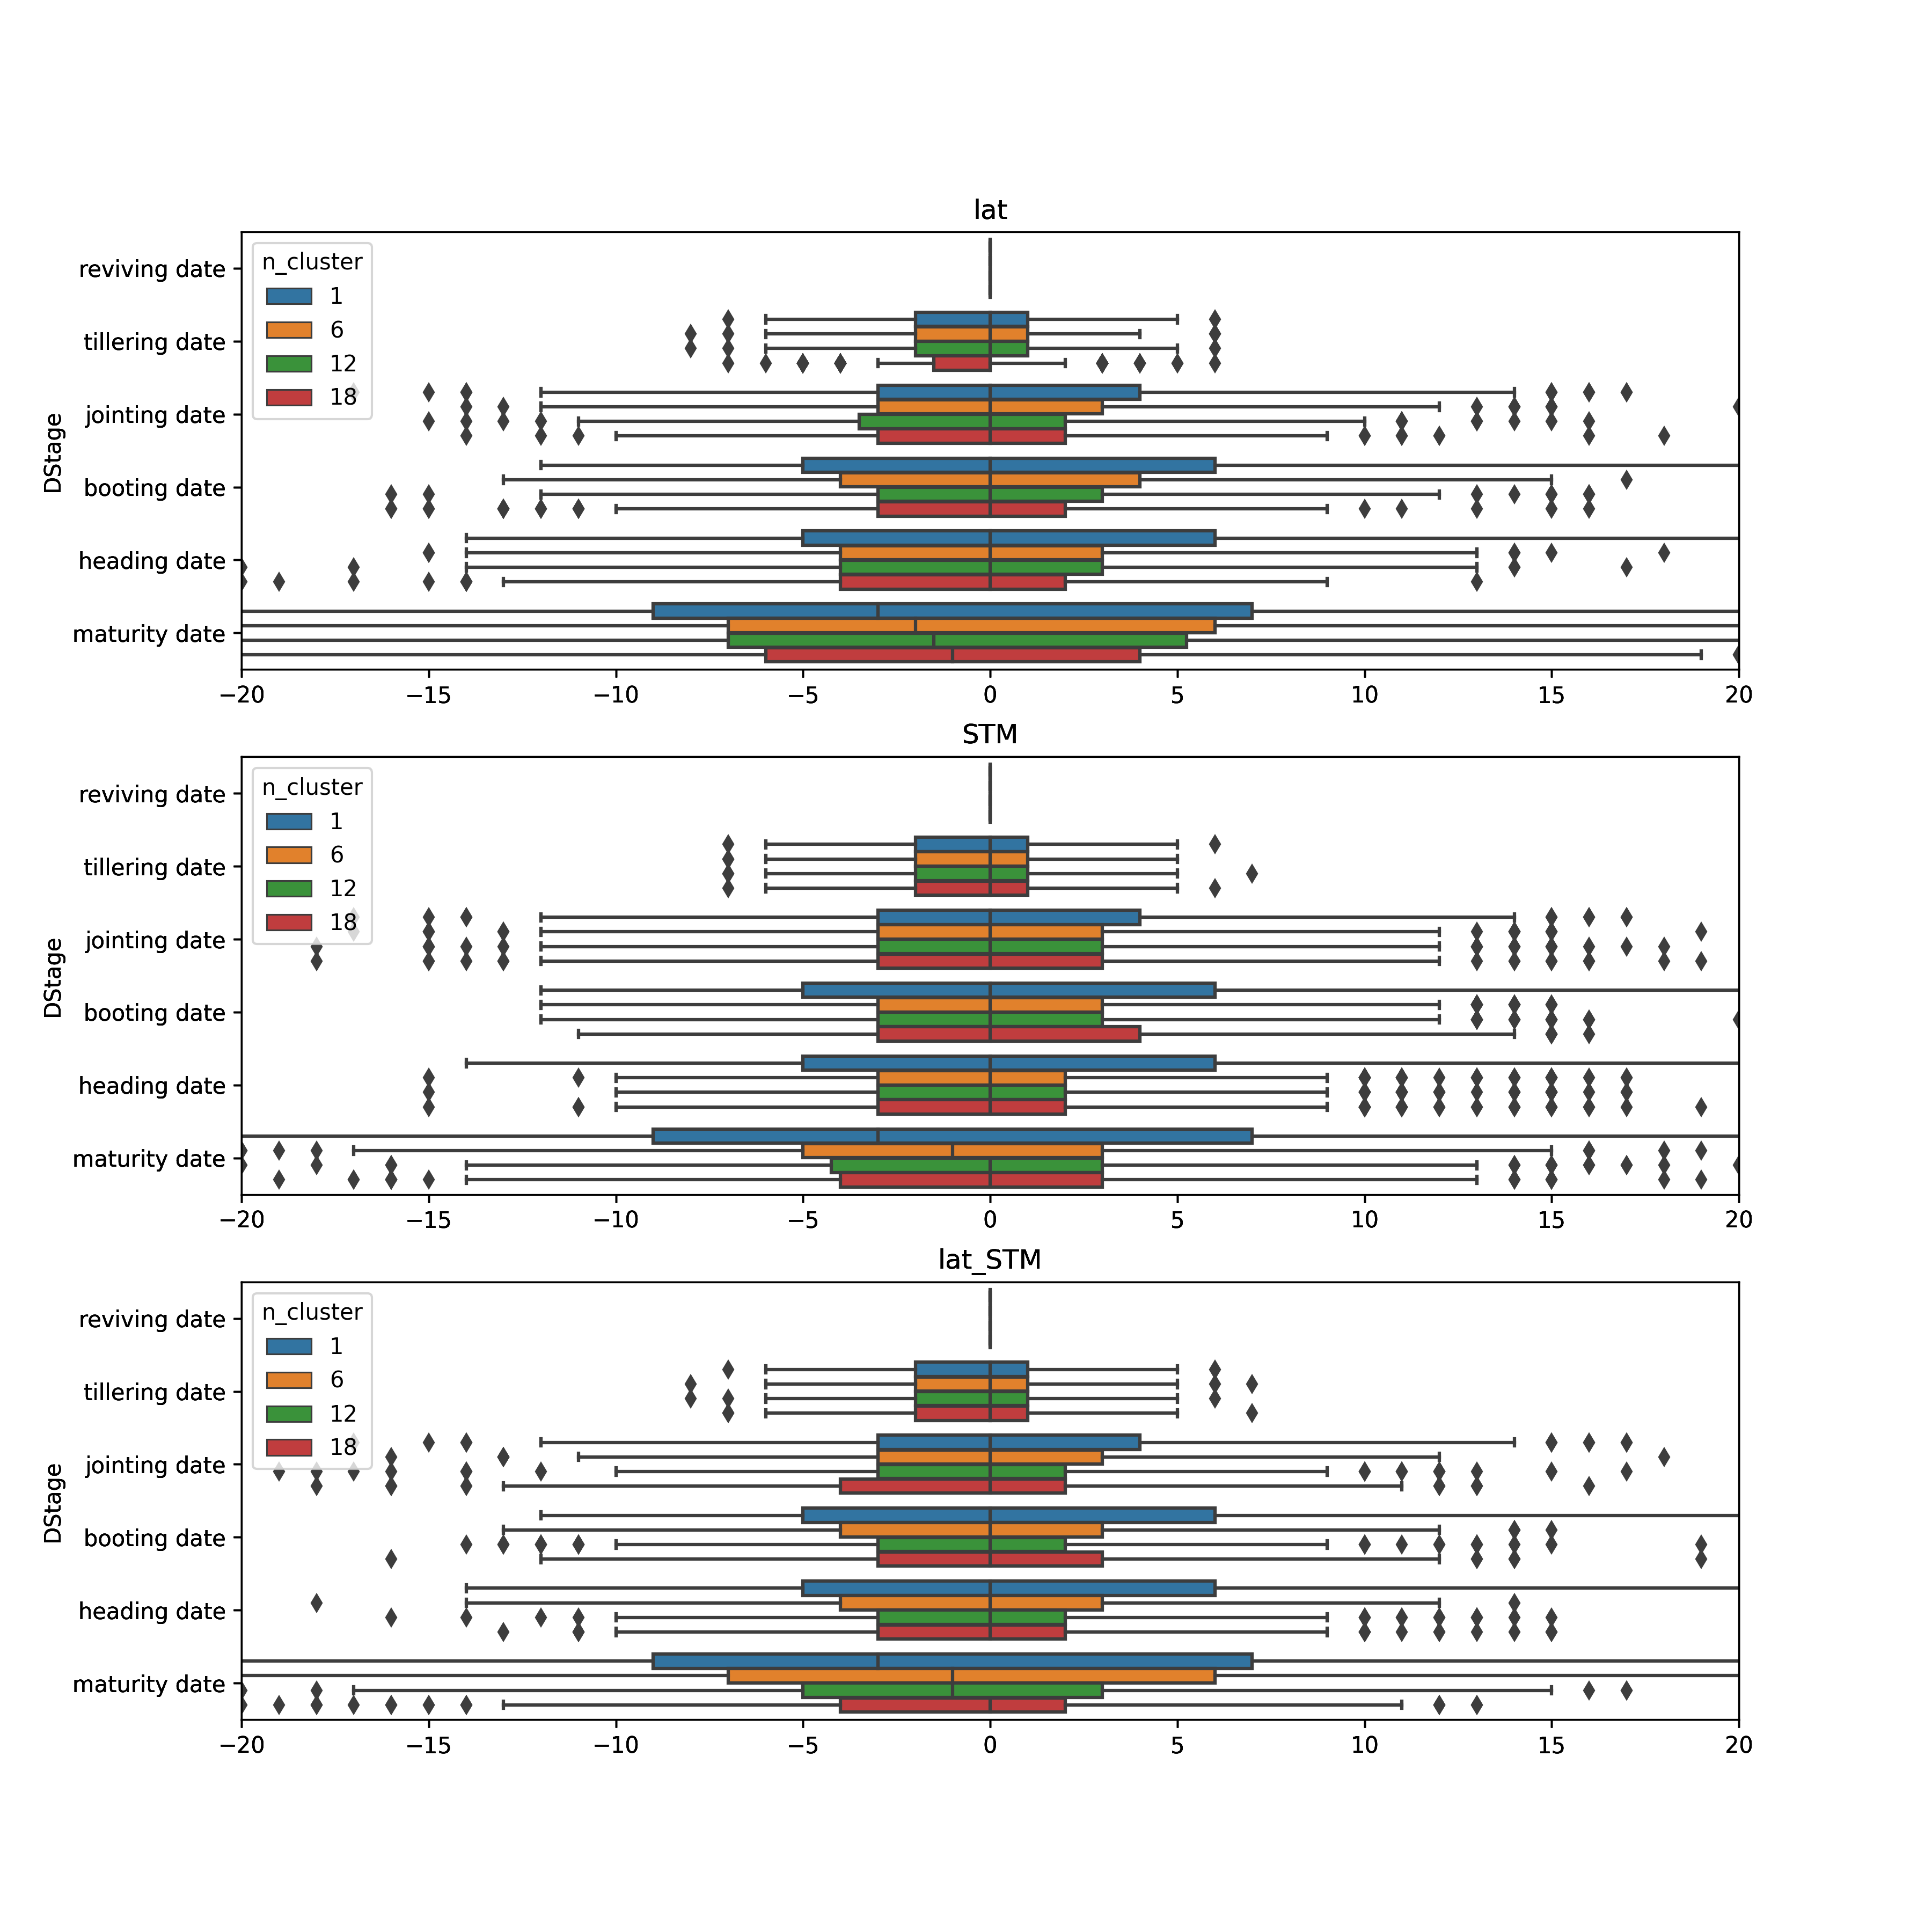 lat
n_cluster
1
6
12
18
reviving date
tillering date
jointing date
booting date
heading date
maturity date
DStage
−20 −15 −10 −5 0 5 10 15 20
STM
n_cluster
1
6
12
18
reviving date
tillering date
jointing date
booting date
heading date
maturity date
DStage
−20 −15 −10 −5 0 5 10 15 20
lat_STM
n_cluster
1
6
12
18
reviving date
tillering date
jointing date
booting date
heading date
maturity date
DStage
−20 −15 −10 −5 0 5 10 15 20